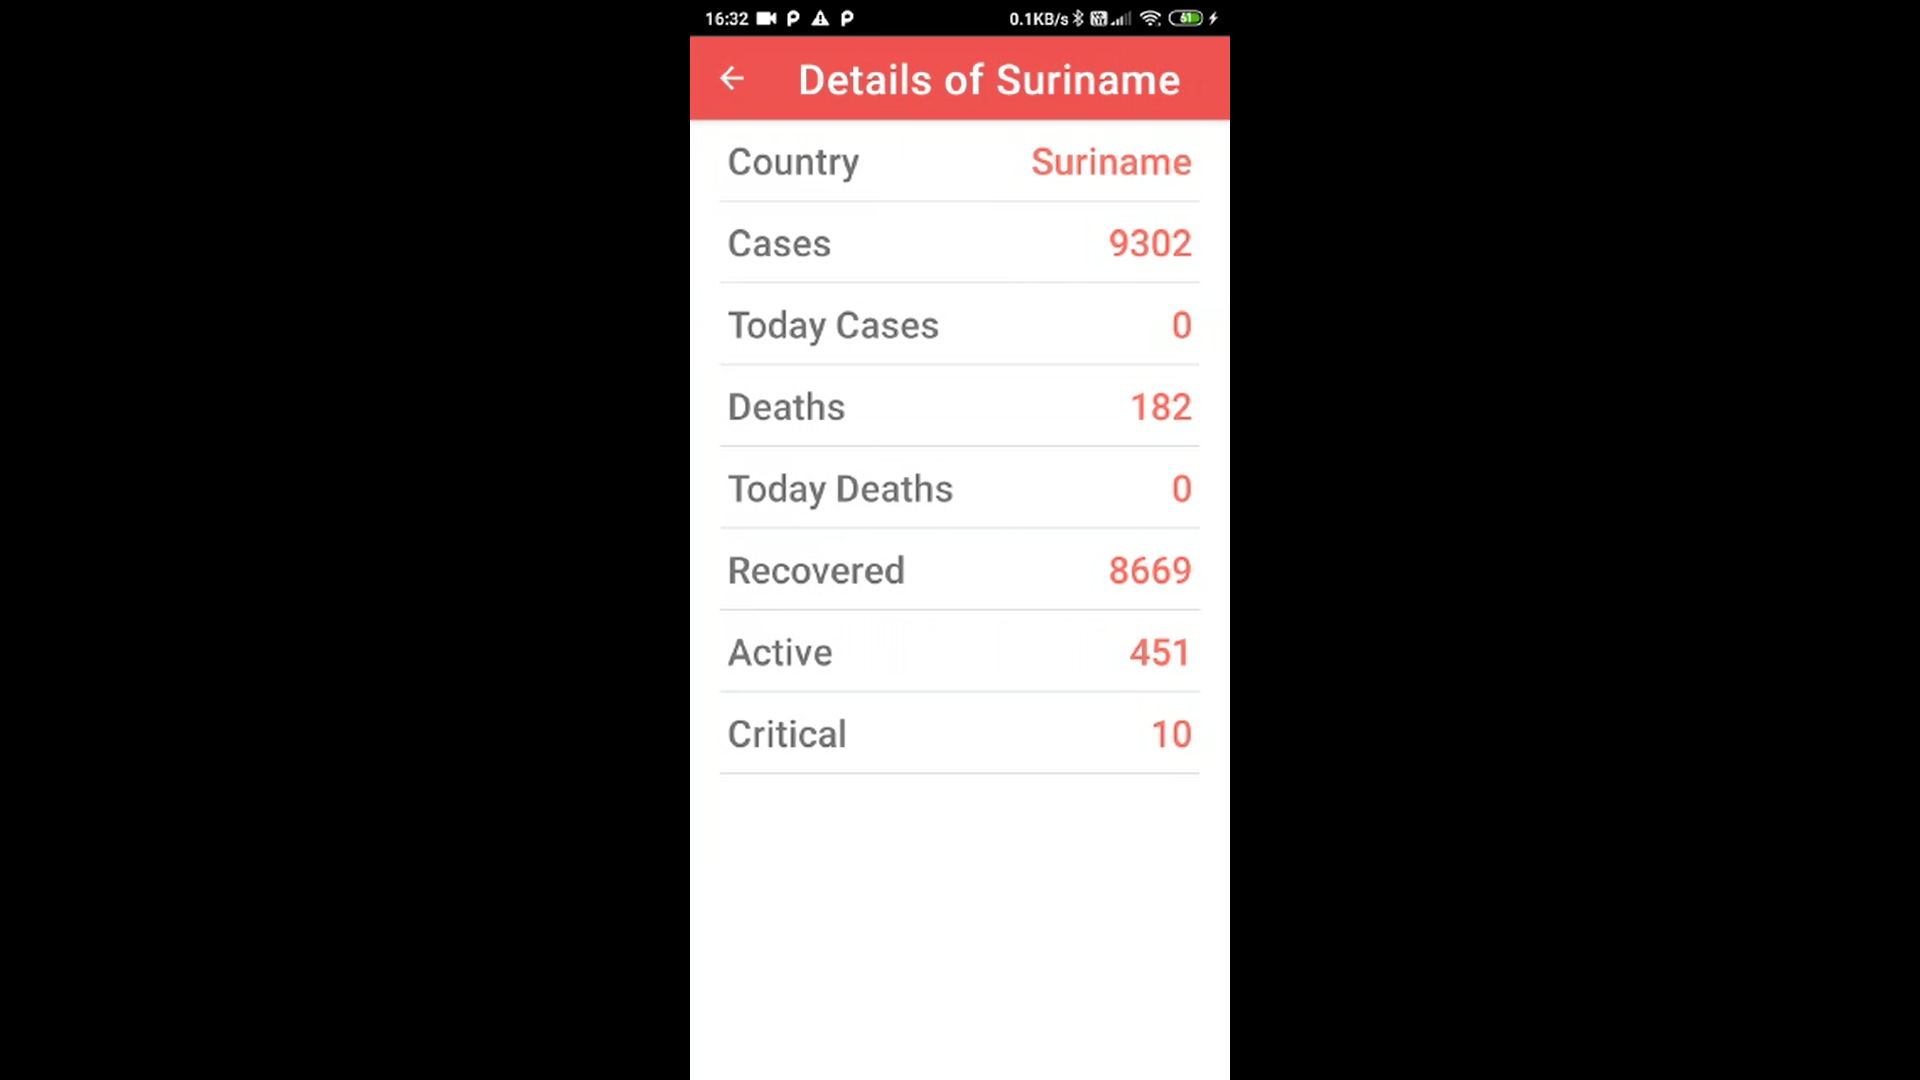 16:32 0.1KB/s 61
Details of Suriname
Country Suriname
Cases 9302
Today Cases 0
Deaths 182
Today Deaths 0
Recovered 8669
Active 451
Critical 10